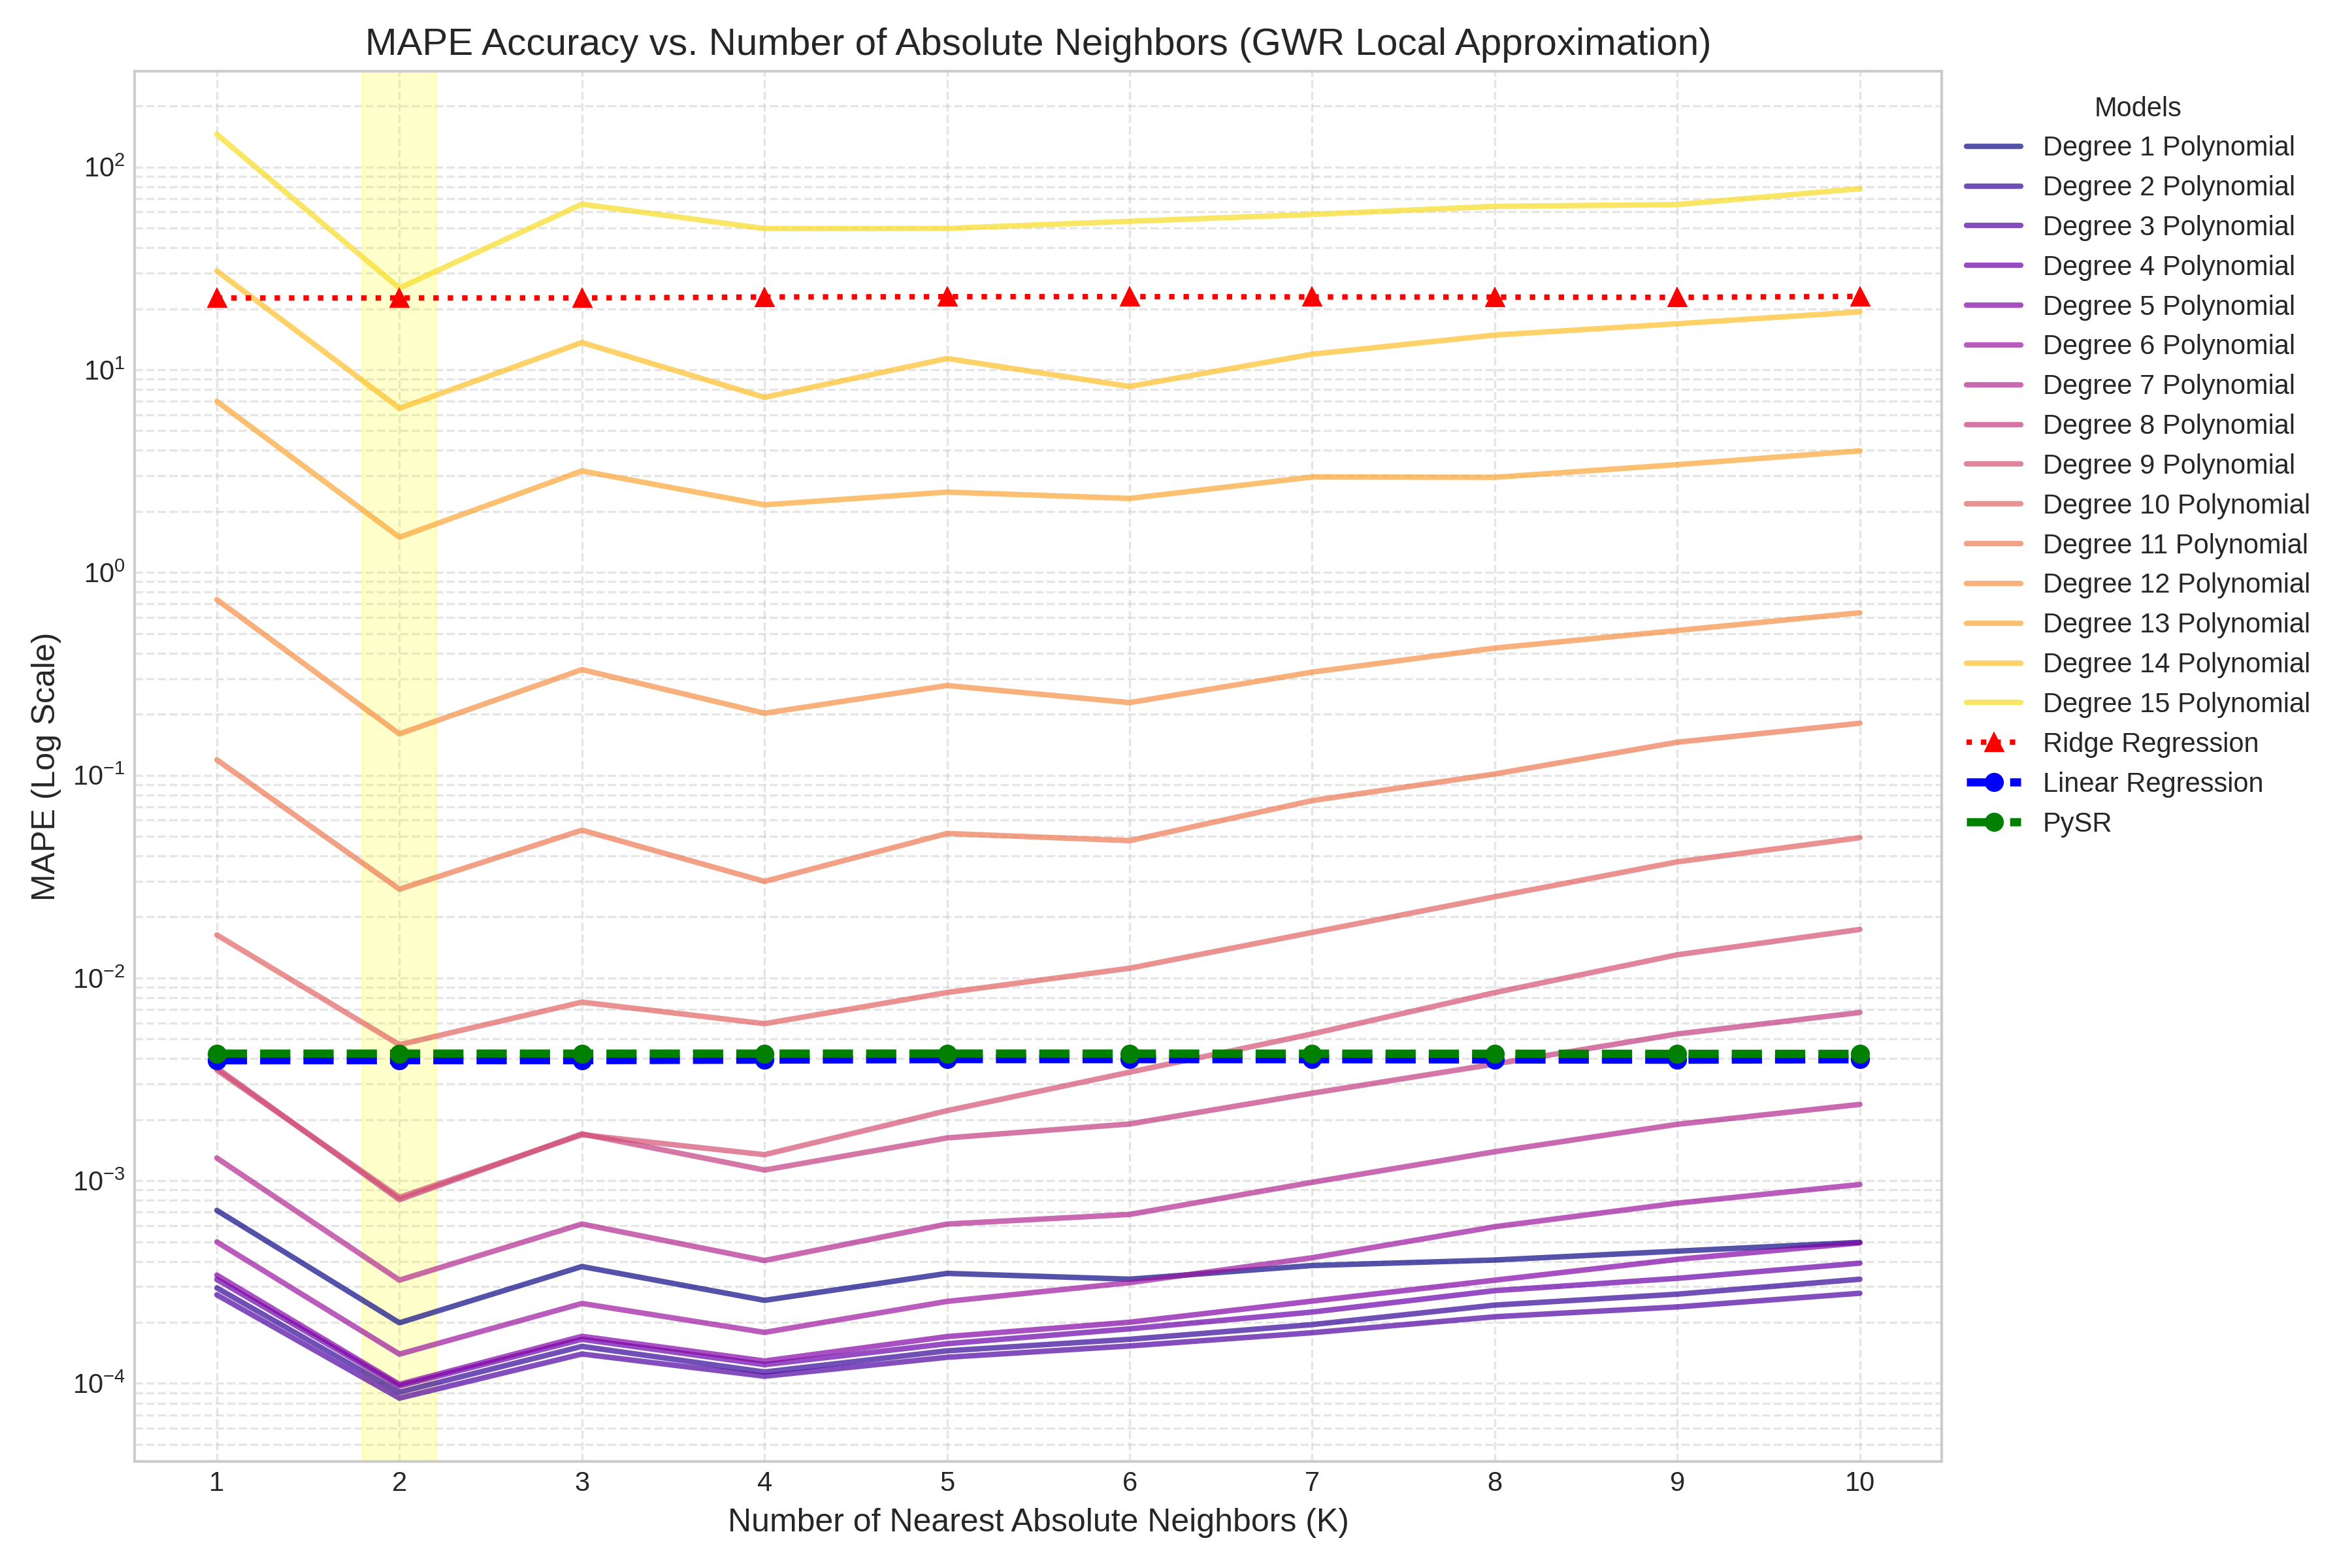 MAPE Accuracy vs. Number of Absolute Neighbors (GWR Local Approximation)
MAPE (Log Scale)
10²
10¹
10⁰
10⁻¹
10⁻²
10⁻³
10⁻⁴
1 2 3 4 5 6 7 8 9 10
Number of Nearest Absolute Neighbors (K)
Models
Degree 1 Polynomial
Degree 2 Polynomial
Degree 3 Polynomial
Degree 4 Polynomial
Degree 5 Polynomial
Degree 6 Polynomial
Degree 7 Polynomial
Degree 8 Polynomial
Degree 9 Polynomial
Degree 10 Polynomial
Degree 11 Polynomial
Degree 12 Polynomial
Degree 13 Polynomial
Degree 14 Polynomial
Degree 15 Polynomial
Ridge Regression
Linear Regression
PySR